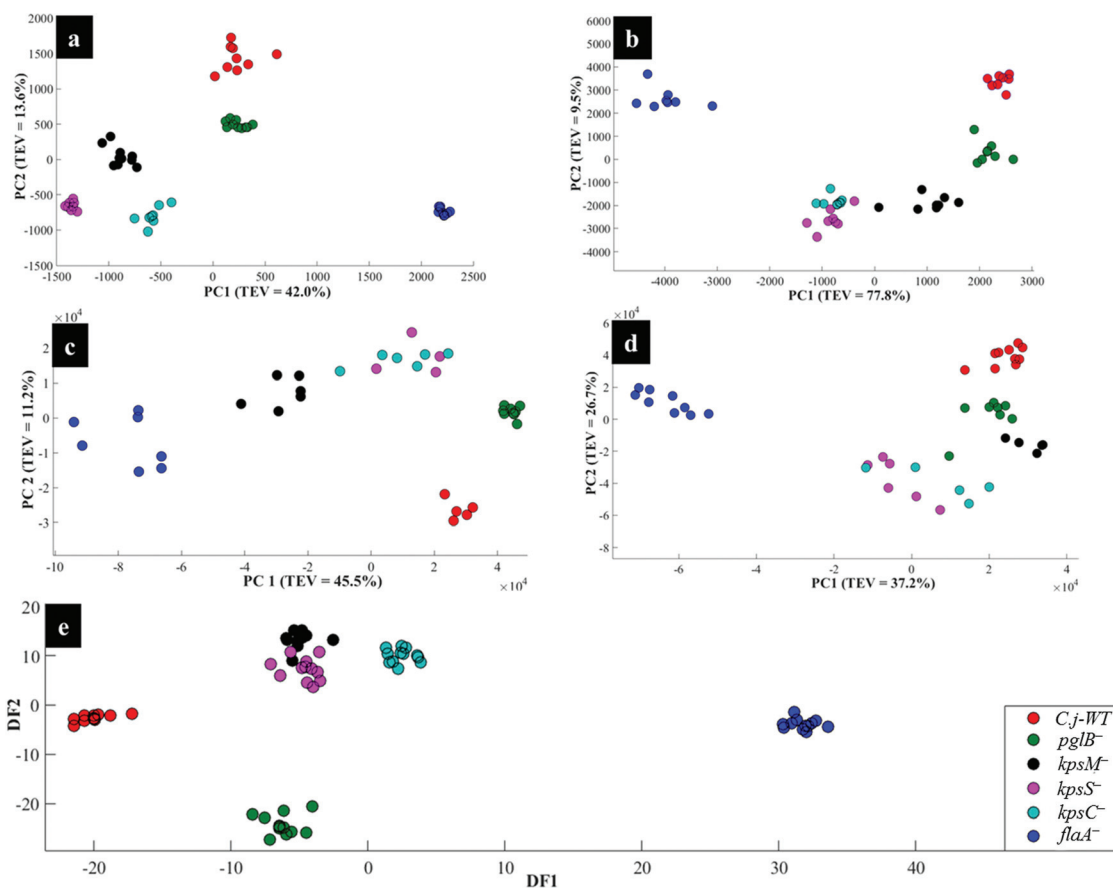 a
2000
1500
1000
500
0
-500
-1000
-1500
PC2 (TEV = 13.6%)
-1500 -1000 -500 0 500 1000 1500 2000 2500
PC1 (TEV = 42.0%)
b
6000
5000
4000
3000
2000
1000
0
-1000
-2000
-3000
-4000
PC2 (TEV = 9.5%)
-4000 -3000 -2000 -1000 0 1000 2000 3000
PC1 (TEV = 77.8%)
c
×10⁴
2
1
0
-1
-2
-3
PC 2 (TEV = 11.2%)
-10 -8 -6 -4 -2 0 2 4
PC 1 (TEV = 45.5%)
×10⁴
d
×10⁴
6
4
2
0
-2
-4
-6
-8
PC2 (TEV = 26.7%)
-6 -4 -2 0 2 4
PC1 (TEV = 37.2%)
×10⁴
e
20
10
0
-10
-20
DF2
-20 -10 0 10 20 30 40
DF1
C.j-WT
pglB⁻
kpsM⁻
kpsS⁻
kpsC⁻
flaA⁻